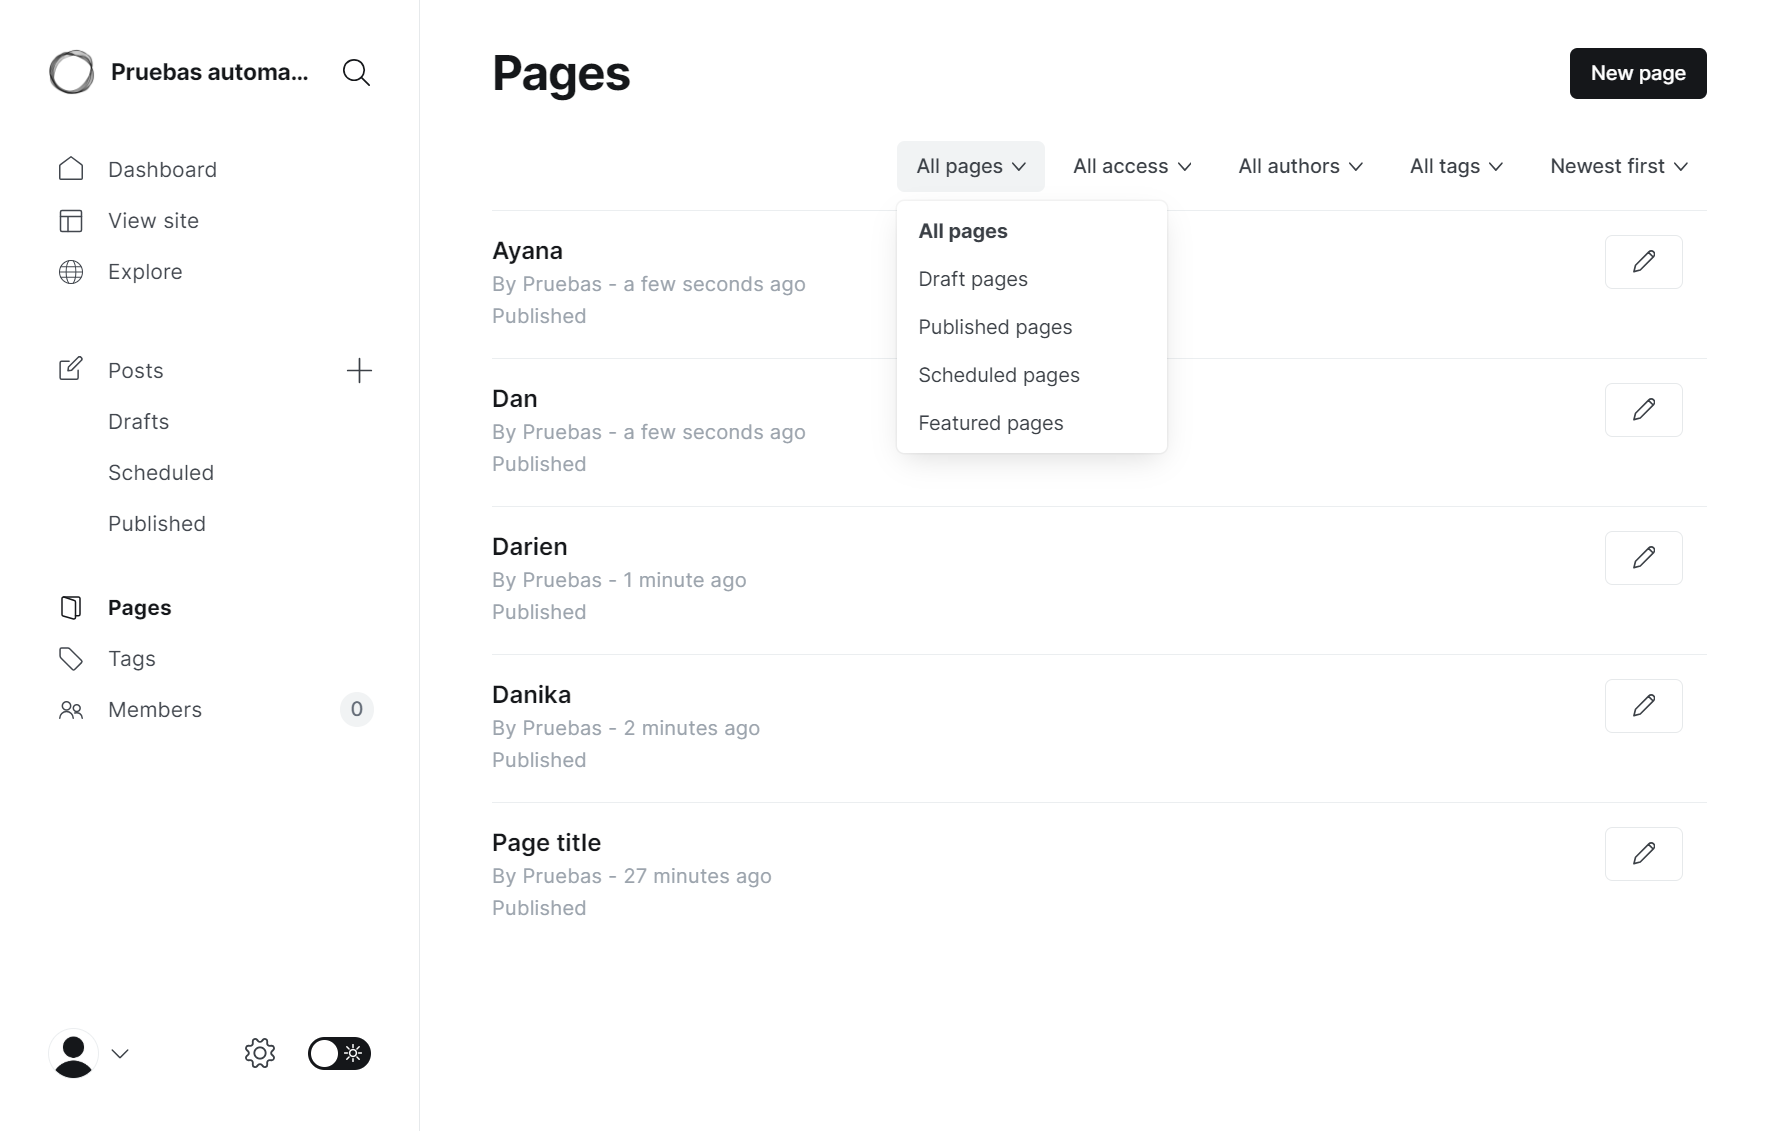 Pruebas automa...
Dashboard
View site
Explore
Posts
Drafts
Scheduled
Published
Pages
Tags
Members
0
Pages
New page
All pages
All access
All authors
All tags
Newest first
All pages
Draft pages
Published pages
Scheduled pages
Featured pages
Ayana
By Pruebas - a few seconds ago
Published
Dan
By Pruebas - a few seconds ago
Published
Darien
By Pruebas - 1 minute ago
Published
Danika
By Pruebas - 2 minutes ago
Published
Page title
By Pruebas - 27 minutes ago
Published